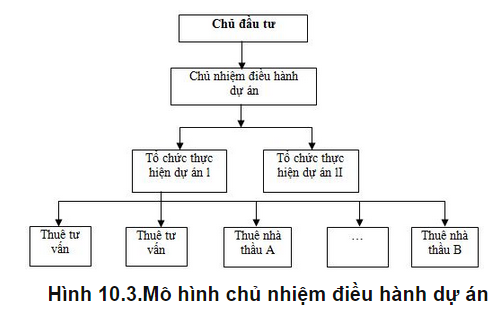 Chủ đầu tư
Chủ nhiệm điều hành
dự án
Tổ chức thực
hiện dự án l
Tổ chức thực
hiện dự án lI
Thuê tư
vấn
Thuê tư
vấn
Thuê nhà
thầu A
…
Thuê nhà
thầu B
Hình 10.3.Mô hình chủ nhiệm điều hành dự án